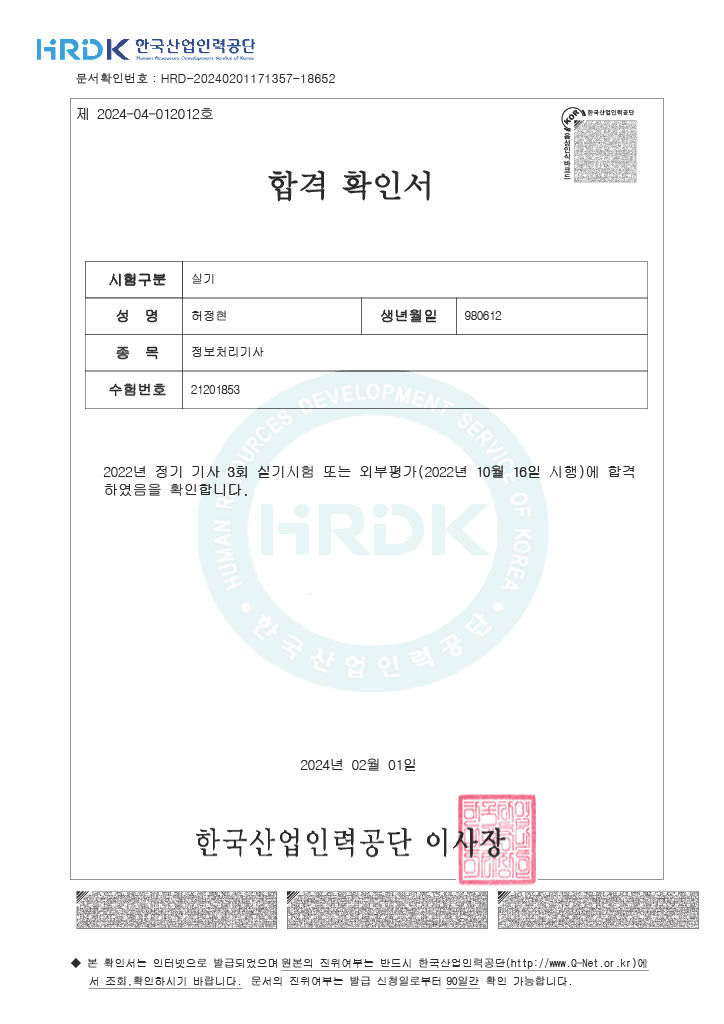 HRDK 한국산업인력공단
Human Resources Development Service of Korea
문서확인번호 : HRD-20240201171357-18652
제 2024-04-012012호
KOR 한국산업인력공단
음성인식바코드
합격 확인서
시험구분 실기
성 명 허정현 생년월일 980612
종 목 정보처리기사
수험번호 21201853
2022년 정기 기사 3회 실기시험 또는 외부평가(2022년 10월 16일 시행)에 합격
하였음을 확인합니다.
HUMAN RESOURCES DEVELOPMENT SERVICE OF KOREA
HRDK
한국산업인력공단
2024년 02월 01일
한국산업인력공단 이사장
◆ 본 확인서는 인터넷으로 발급되었으며 원본의 진위여부는 반드시 한국산업인력공단(http://www.Q-Net.or.kr)에
서 조회,확인하시기 바랍니다. 문서의 진위여부는 발급 신청일로부터 90일간 확인 가능합니다.